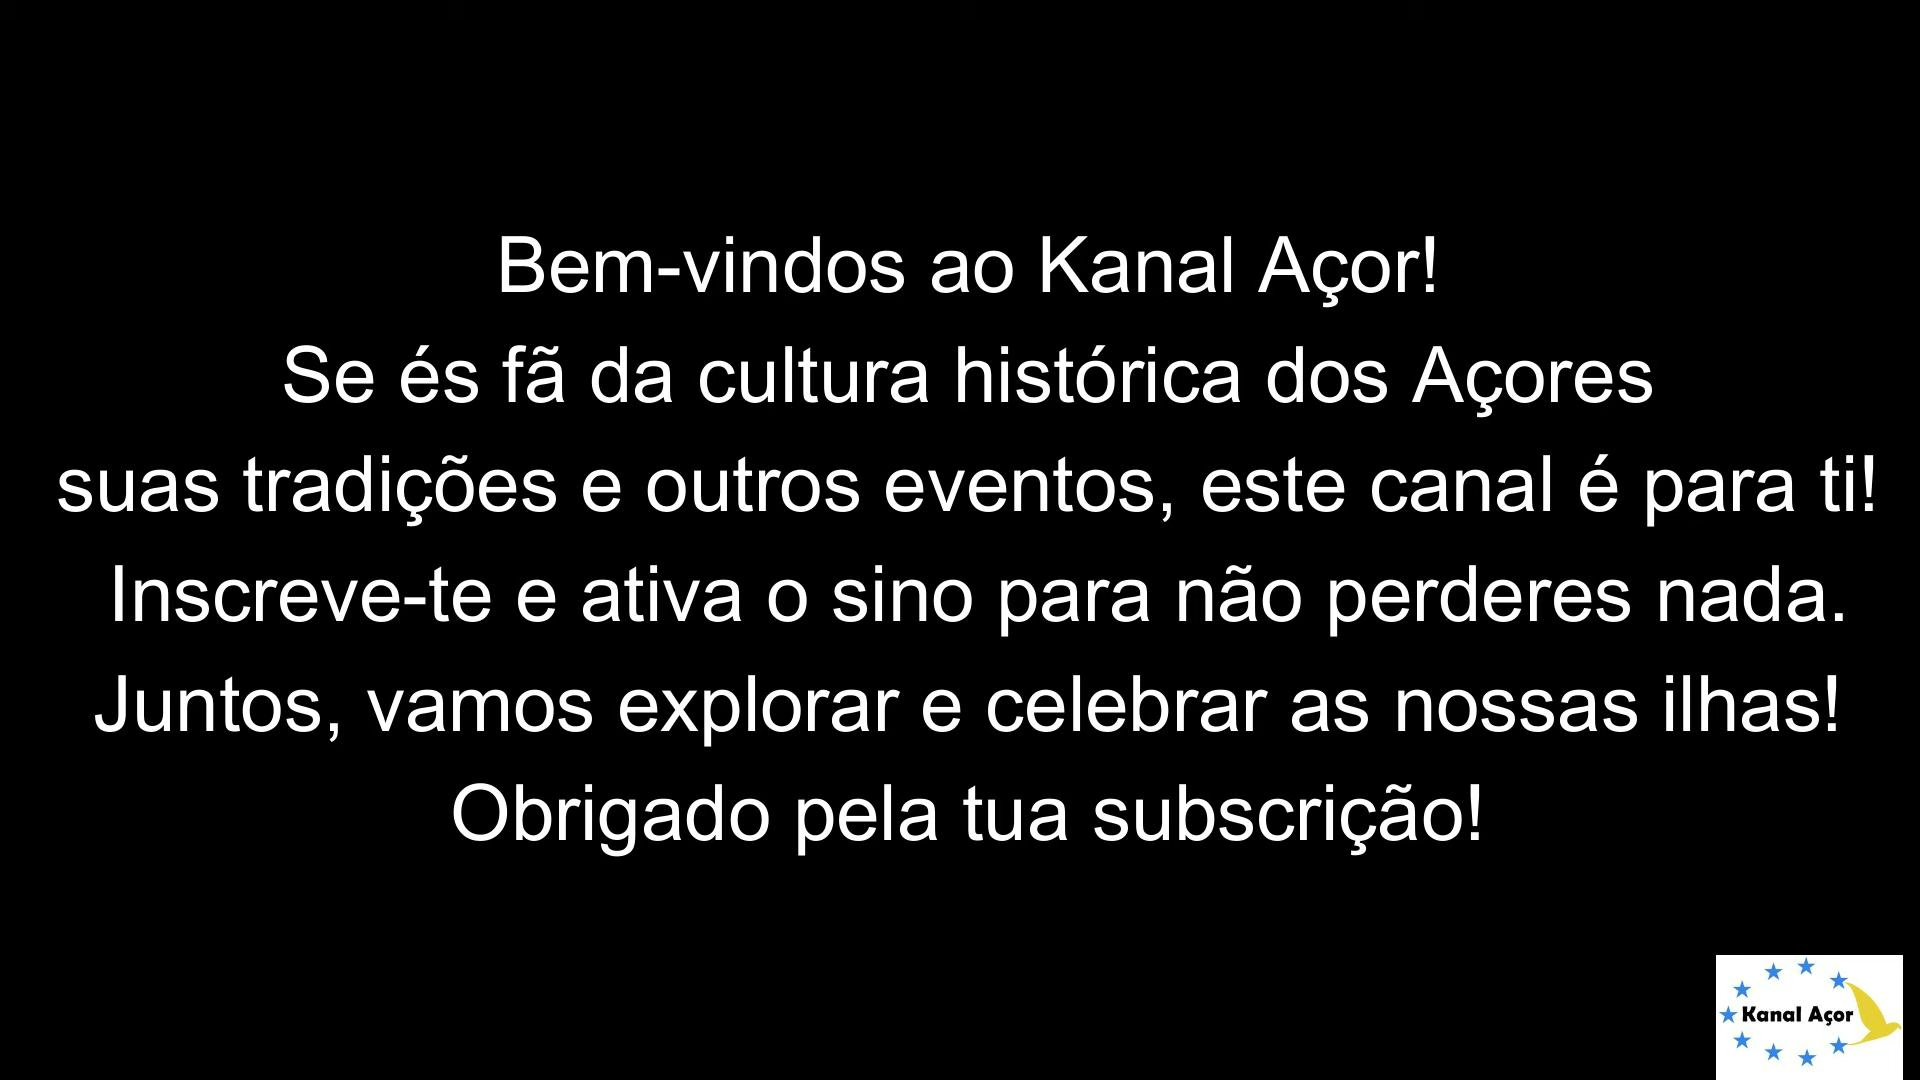 Bem-vindos ao Kanal Açor!
Se és fã da cultura histórica dos Açores
suas tradições e outros eventos, este canal é para ti!
Inscreve-te e ativa o sino para não perderes nada.
Juntos, vamos explorar e celebrar as nossas ilhas!
Obrigado pela tua subscrição!
Kanal Açor